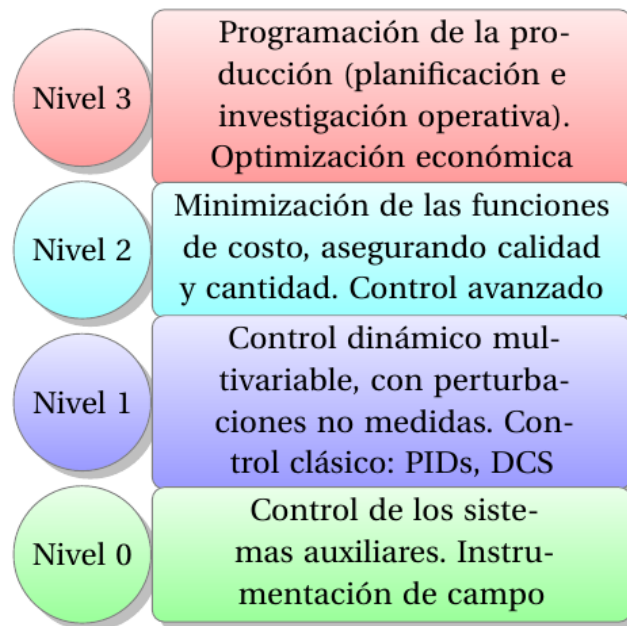 Nivel 3
Programación de la pro-
ducción (planificación e
investigación operativa).
Optimización económica
Nivel 2
Minimización de las funciones
de costo, asegurando calidad
y cantidad. Control avanzado
Nivel 1
Control dinámico mul-
tivariable, con perturba-
ciones no medidas. Con-
trol clásico: PIDs, DCS
Nivel 0
Control de los siste-
mas auxiliares. Instru-
mentación de campo